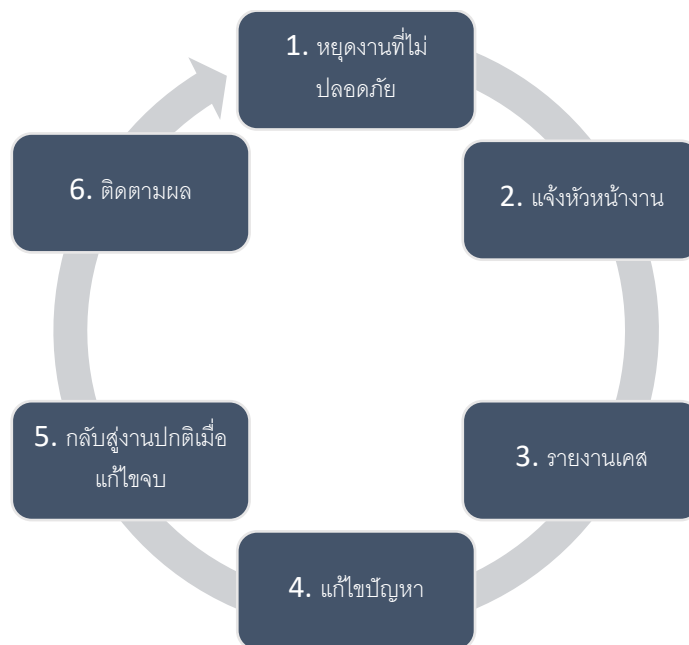 1. หยุดงานที่ไม่
ปลอดภัย
2. แจ้งหัวหน้างาน
3. รายงานเคส
4. แก้ไขปัญหา
5. กลับสู่งานปกติเมื่อ
แก้ไขจบ
6. ติดตามผล